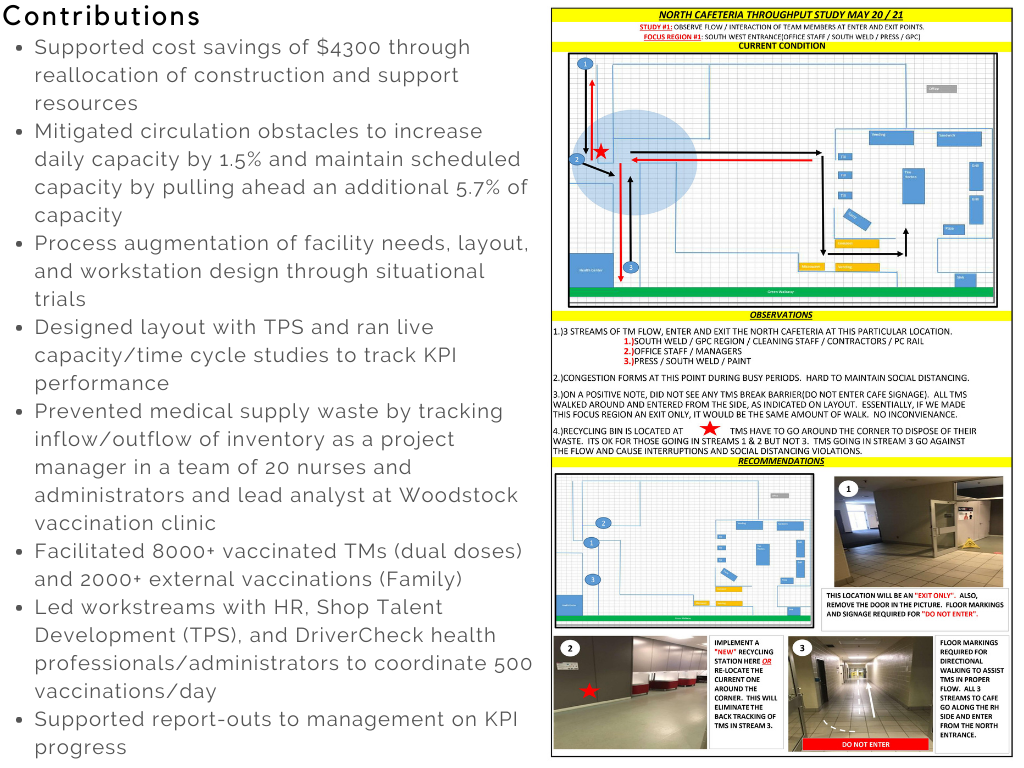 Contributions
• Supported cost savings of $4300 through
reallocation of construction and support
resources
• Mitigated circulation obstacles to increase
daily capacity by 1.5% and maintain scheduled
capacity by pulling ahead an additional 5.7% of
capacity
• Process augmentation of facility needs, layout,
and workstation design through situational
trials
• Designed layout with TPS and ran live
capacity/time cycle studies to track KPI
performance
• Prevented medical supply waste by tracking
inflow/outflow of inventory as a project
manager in a team of 20 nurses and
administrators and lead analyst at Woodstock
vaccination clinic
• Facilitated 8000+ vaccinated TMs (dual doses)
and 2000+ external vaccinations (Family)
• Led workstreams with HR, Shop Talent
Development (TPS), and DriverCheck health
professionals/administrators to coordinate 500
vaccinations/day
• Supported report-outs to management on KPI
progress
NORTH CAFETERIA THROUGHPUT STUDY MAY 20 / 21
STUDY #1: OBSERVE FLOW / INTERACTION OF TEAM MEMBERS AT ENTER AND EXIT POINTS.
FOCUS REGION #1: SOUTH WEST ENTRANCE(OFFICE STAFF / SOUTH WELD / PRESS / GPC)
CURRENT CONDITION
1
2
3
Green Walkway
OBSERVATIONS
1.)3 STREAMS OF TM FLOW, ENTER AND EXIT THE NORTH CAFETERIA AT THIS PARTICULAR LOCATION.
1.)SOUTH WELD / GPC REGION / CLEANING STAFF / CONTRACTORS / PC RAIL
2.)OFFICE STAFF / MANAGERS
3.)PRESS / SOUTH WELD / PAINT
2.)CONGESTION FORMS AT THIS POINT DURING BUSY PERIODS. HARD TO MAINTAIN SOCIAL DISTANCING.
3.)ON A POSITIVE NOTE, DID NOT SEE ANY TMS BREAK BARRIER(DO NOT ENTER CAFE SIGNAGE). ALL TMS
WALKED AROUND AND ENTERED FROM THE SIDE, AS INDICATED ON LAYOUT. ESSENTIALLY, IF WE MADE
THIS FOCUS REGION AN EXIT ONLY, IT WOULD BE THE SAME AMOUNT OF WALK. NO INCONVIENANCE.
4.)RECYCLING BIN IS LOCATED AT TMS HAVE TO GO AROUND THE CORNER TO DISPOSE OF THEIR
WASTE. ITS OK FOR THOSE GOING IN STREAMS 1 & 2 BUT NOT 3. TMS GOING IN STREAM 3 GO AGAINST
THE FLOW AND CAUSE INTERRUPTIONS AND SOCIAL DISTANCING VIOLATIONS.
RECOMMENDATIONS
2
1
3
1
THIS LOCATION WILL BE AN "EXIT ONLY". ALSO,
REMOVE THE DOOR IN THE PICTURE. FLOOR MARKINGS
AND SIGNAGE REQUIRED FOR "DO NOT ENTER".
2
IMPLEMENT A
"NEW" RECYCLING
STATION HERE OR
RE-LOCATE THE
CURRENT ONE
AROUND THE
CORNER. THIS WILL
ELIMINATE THE
BACK TRACKING OF
TMS IN STREAM 3.
3
DO NOT ENTER
FLOOR MARKINGS
REQUIRED FOR
DIRECTIONAL
WALKING TO ASSIST
TMS IN PROPER
FLOW. ALL 3
STREAMS TO CAFE
GO ALONG THE RH
SIDE AND ENTER
FROM THE NORTH
ENTRANCE.